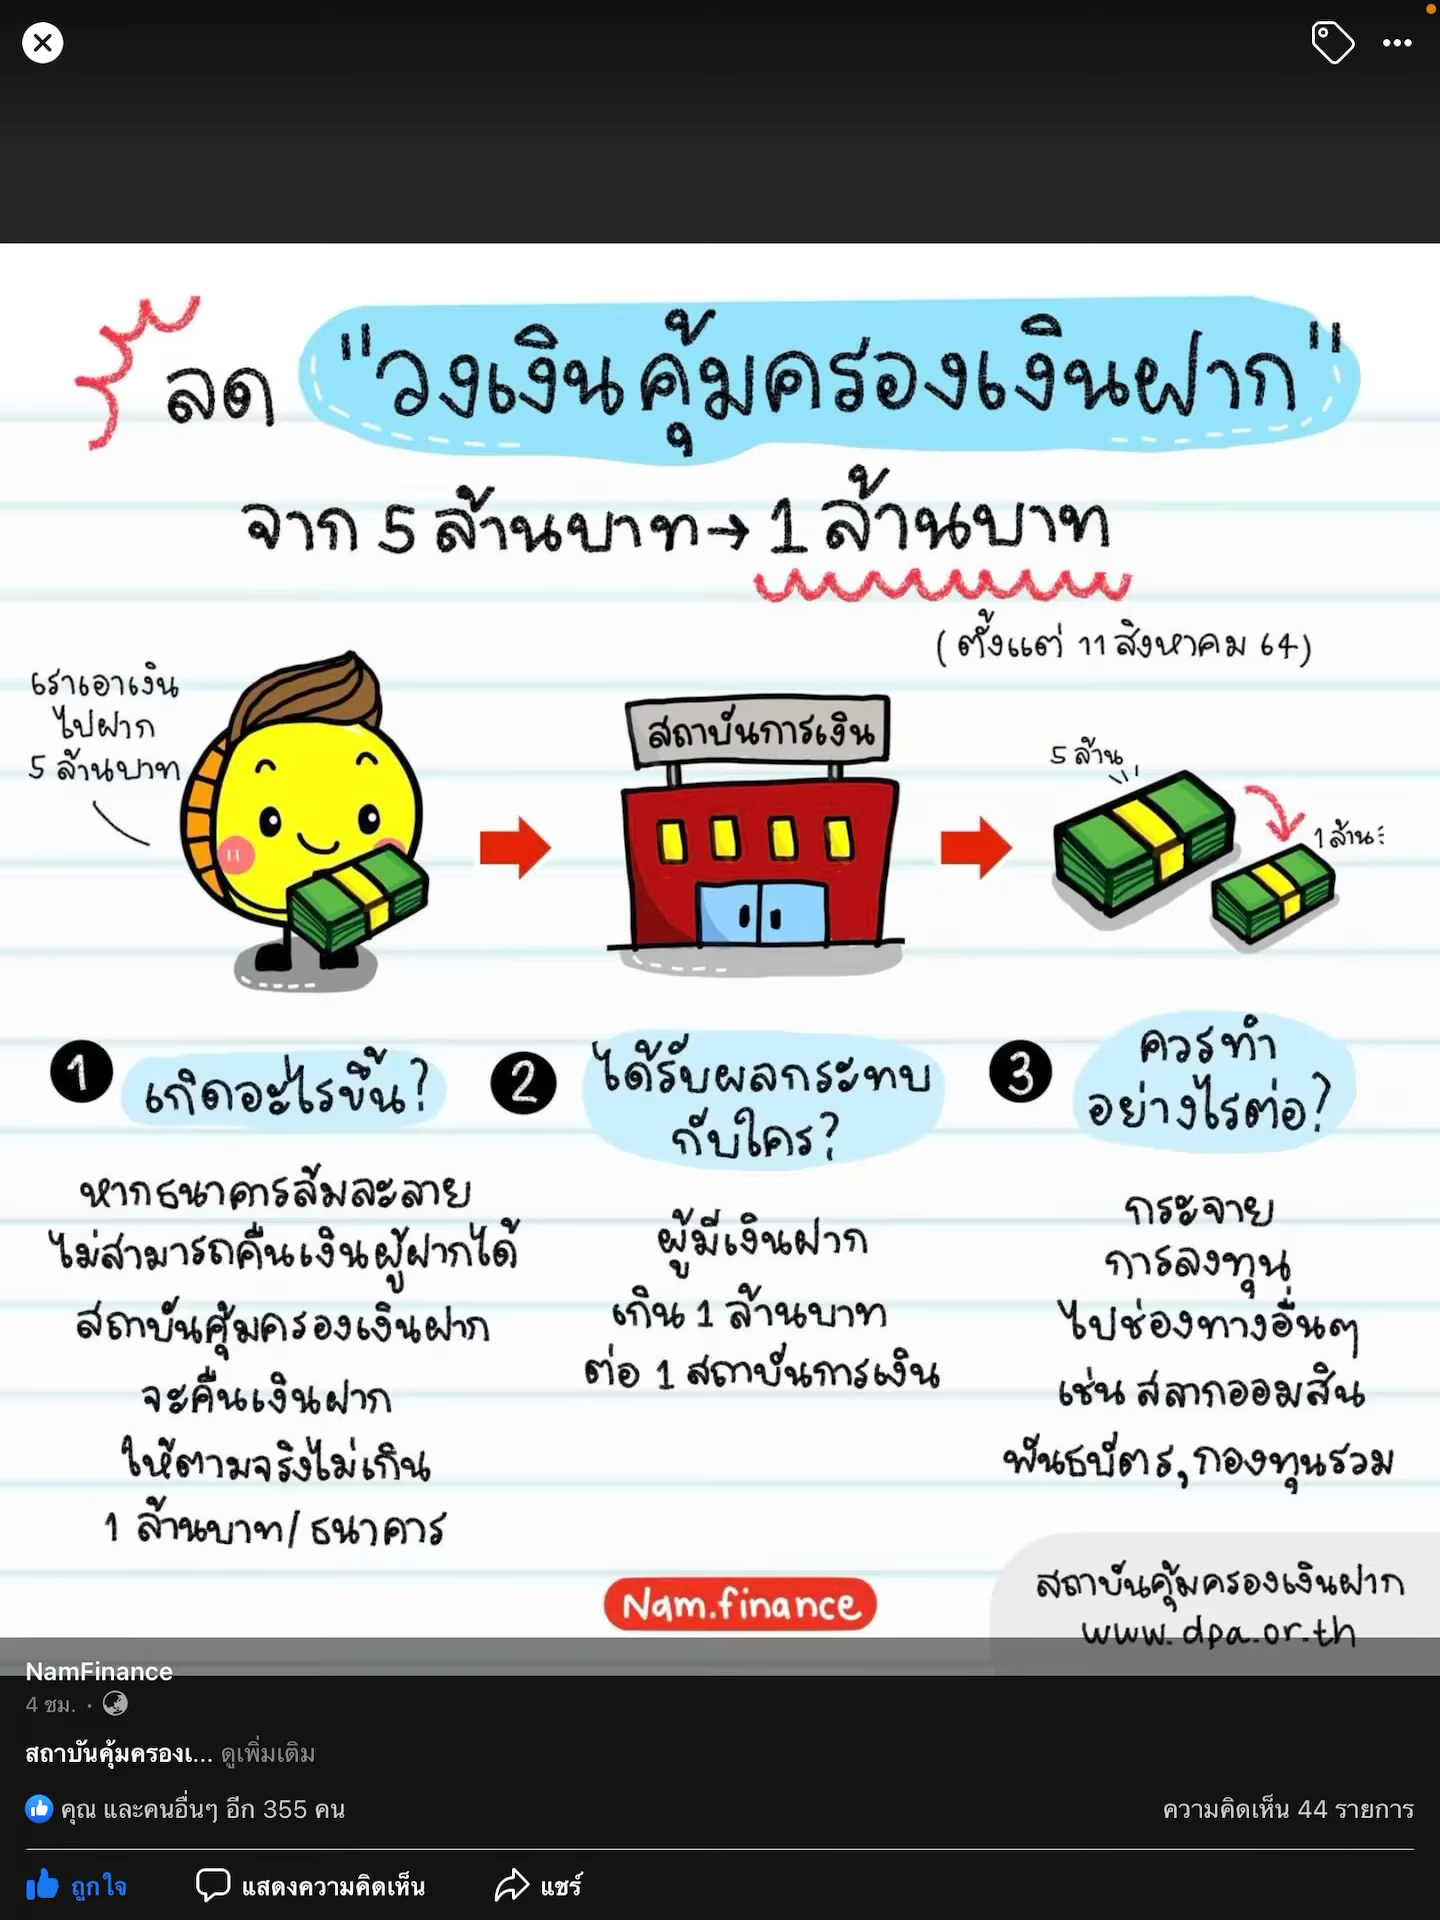 ลด "วงเงินคุ้มครองเงินฝาก"
จาก 5 ล้านบาท → 1 ล้านบาท
(ตั้งแต่ 11 สิงหาคม 64)
เราเอาเงิน
ไปฝาก
5 ล้านบาท
สถาบันการเงิน
5 ล้าน
1 ล้าน
1 เกิดอะไรขึ้น?
หากธนาคารล้มละลาย
ไม่สามารถคืนเงินผู้ฝากได้
สถาบันคุ้มครองเงินฝาก
จะคืนเงินฝาก
ให้ตามจริงไม่เกิน
1 ล้านบาท/ธนาคาร
2 ได้รับผลกระทบ
กับใคร?
ผู้มีเงินฝาก
เกิน 1 ล้านบาท
ต่อ 1 สถาบันการเงิน
3 ควรทำ
อย่างไรต่อ?
กระจาย
การลงทุน
ไปช่องทางอื่นๆ
เช่น สลากออมสิน
พันธบัตร, กองทุนรวม
Nam.finance
สถาบันคุ้มครองเงินฝาก
www.dpa.or.th
NamFinance
4 ชม. ·
สถาบันคุ้มครองเ... ดูเพิ่มเติม
คุณ และคนอื่นๆ อีก 355 คน
ความคิดเห็น 44 รายการ
ถูกใจ
แสดงความคิดเห็น
แชร์